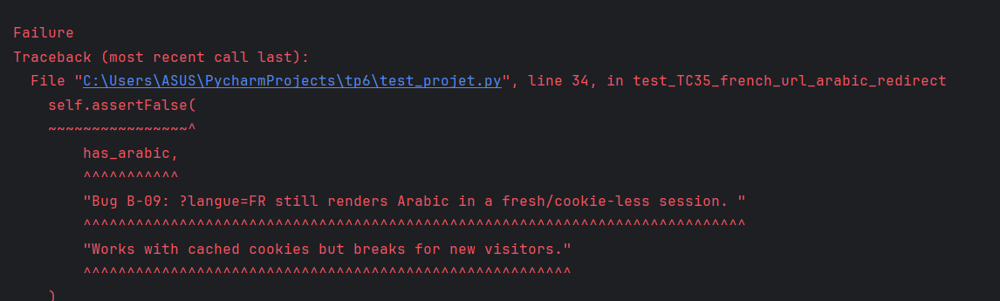 Failure
Traceback (most recent call last):
  File "C:\Users\ASUS\PycharmProjects\tp6\test_projet.py", line 34, in test_TC35_french_url_arabic_redirect
    self.assertFalse(
    ~~~~~~~~~~~~~~~~^
        has_arabic,
        ^^^^^^^^^^^
        "Bug B-09: ?langue=FR still renders Arabic in a fresh/cookie-less session. "
        ^^^^^^^^^^^^^^^^^^^^^^^^^^^^^^^^^^^^^^^^^^^^^^^^^^^^^^^^^^^^^^^^^^^^^^^^^^^^
        "Works with cached cookies but breaks for new visitors."
        ^^^^^^^^^^^^^^^^^^^^^^^^^^^^^^^^^^^^^^^^^^^^^^^^^^^^^^^^
    )